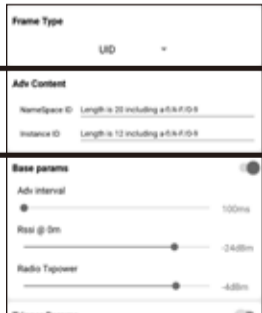 Frame Type
UID
Adv Content
NameSpace ID Length is 20 including a-f/A-F/0-9
Instance ID Length is 12 including a-f/A-F/0-9
Base params
Adv interval
100ms
Rssi @ 0m
-24dBm
Radio Txpower
-4dBm